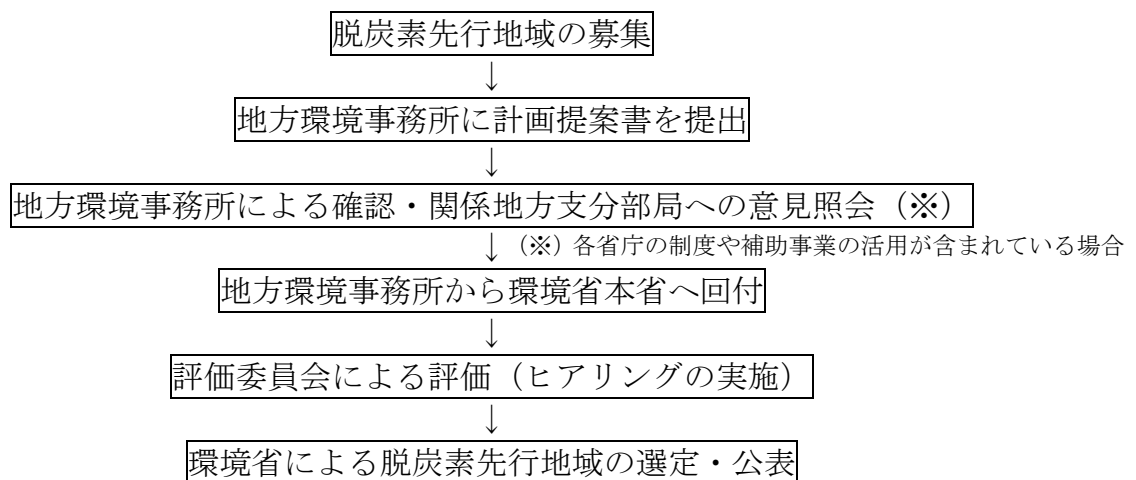 脱炭素先行地域の募集
↓
地方環境事務所に計画提案書を提出
↓
地方環境事務所による確認・関係地方支分部局への意見照会（※）
↓（※）各省庁の制度や補助事業の活用が含まれている場合
地方環境事務所から環境省本省へ回付
↓
評価委員会による評価（ヒアリングの実施）
↓
環境省による脱炭素先行地域の選定・公表